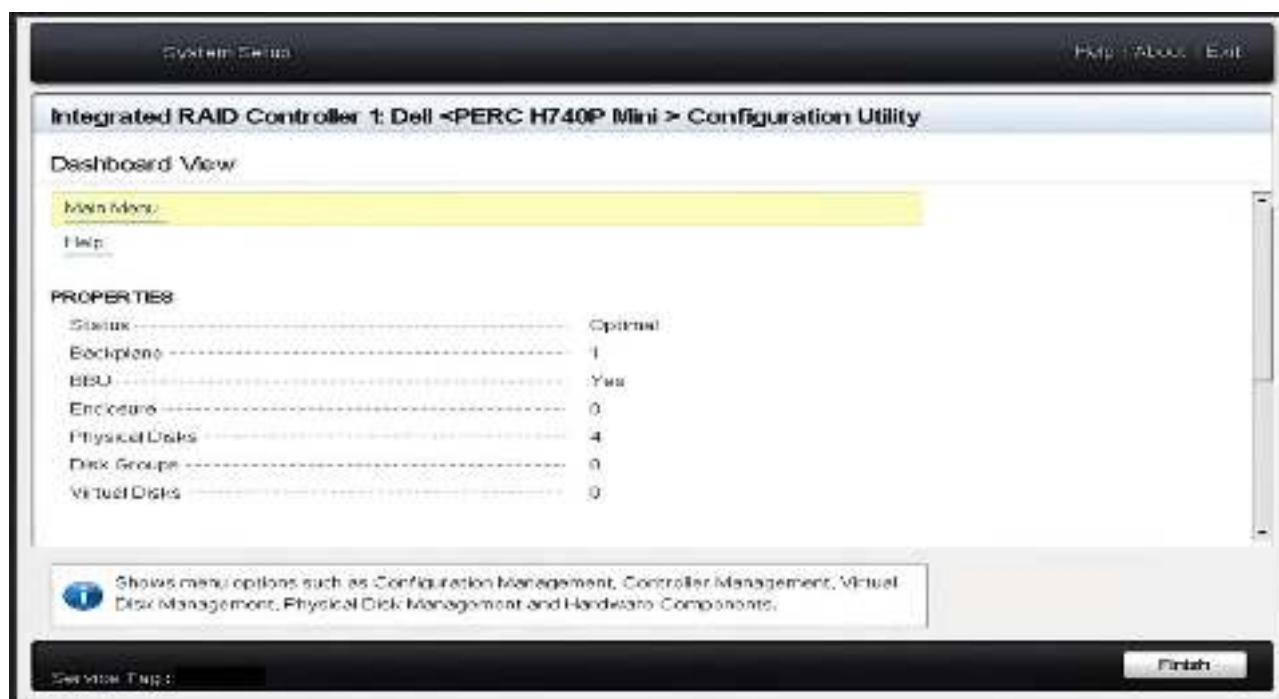 System Setup
Help | About | Exit
Integrated RAID Controller 1: Dell <PERC H740P Mini > Configuration Utility
Dashboard View
Main Menu
Help
PROPERTIES
Status Optimal
Backplane 1
BBU Yes
Enclosure 0
Physical Disks 4
Disk Groups 0
Virtual Disks 0
Shows menu options such as Configuration Management, Controller Management, Virtual
Disk Management, Physical Disk Management and Hardware Components.
Service Tag:
Finish